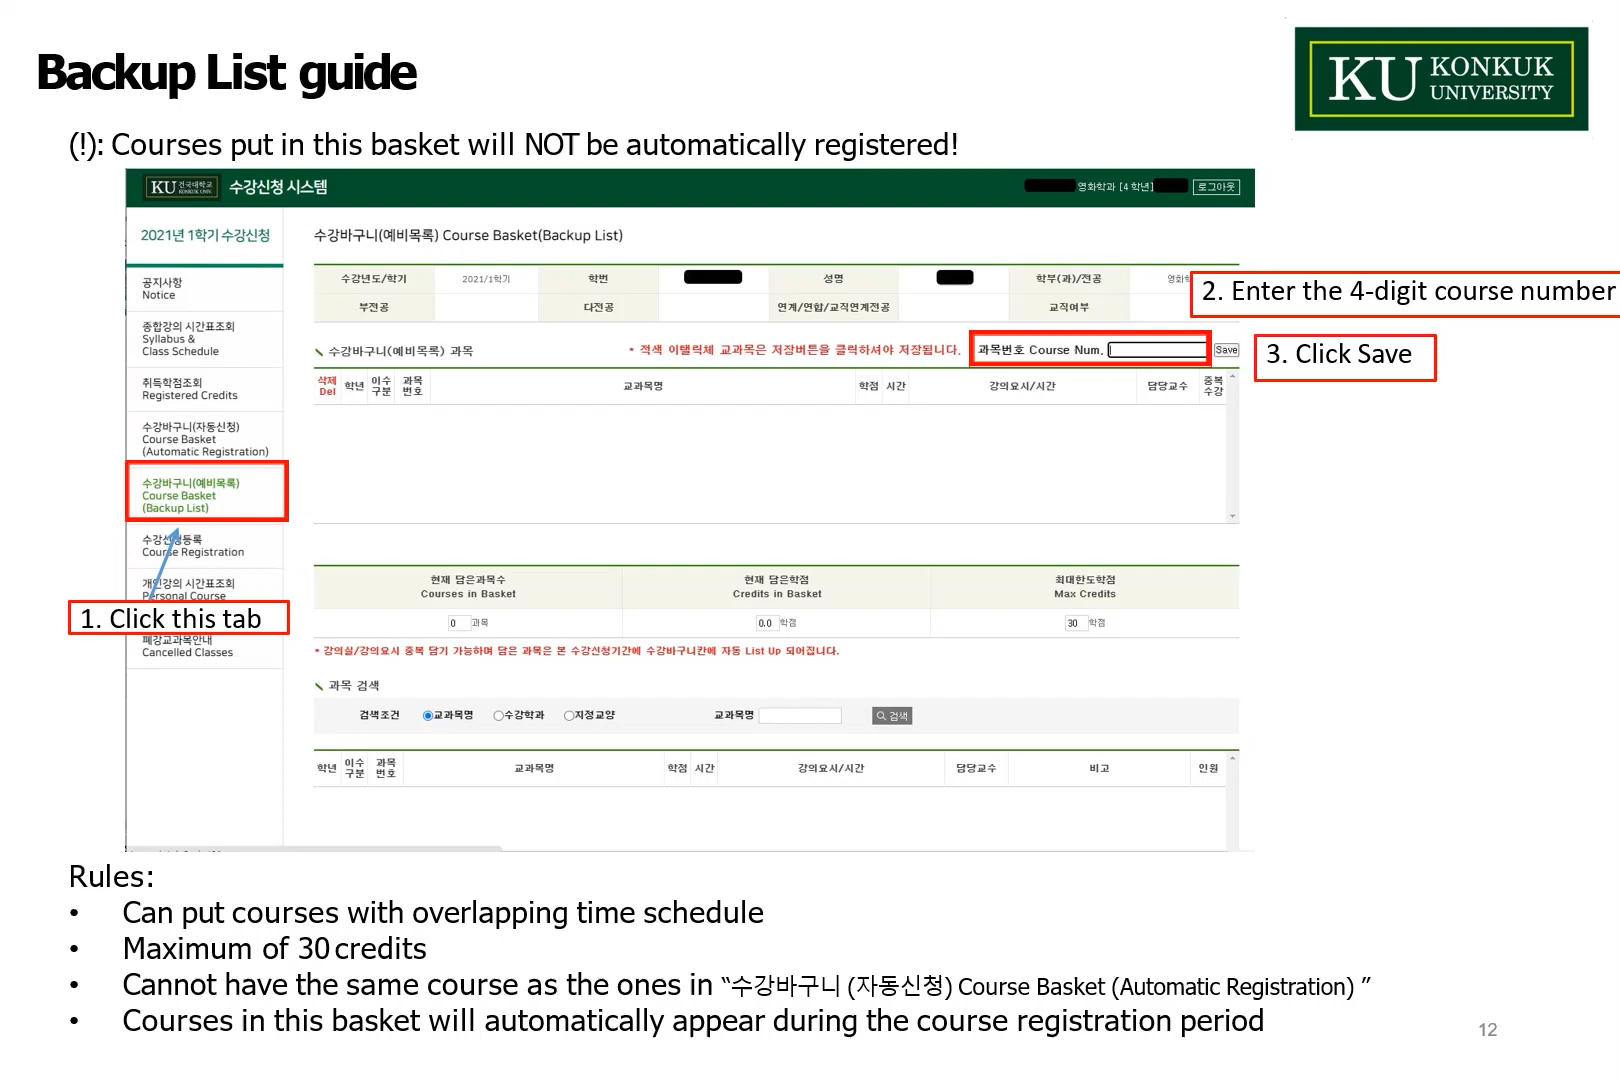 Backup List guide
KU KONKUK
UNIVERSITY
(!): Courses put in this basket will NOT be automatically registered!
KU 건국대학교
KONKUK UNIV.
수강신청 시스템
영화학과 [4 학년]
로그아웃
2021년 1학기 수강신청
공지사항
Notice
종합강의 시간표조회
Syllabus &
Class Schedule
취득학점조회
Registered Credits
수강바구니(자동신청)
Course Basket
(Automatic Registration)
수강바구니(예비목록)
Course Basket
(Backup List)
수강신청등록
Course Registration
개인강의 시간표조회
Personal Course
1. Click this tab
폐강교과목안내
Cancelled Classes
수강바구니(예비목록) Course Basket(Backup List)
수강년도/학기 2021/1학기 학번 성명 학부(과)/전공
부전공 다전공 연계/연합/교직연계전공 교직여부
2. Enter the 4-digit course number
수강바구니(예비목록) 과목
* 적색 이탤릭체 교과목은 저장버튼을 클릭하셔야 저장됩니다.
과목번호 Course Num. Save
3. Click Save
삭제 Del 학년 이수구분 과목번호 교과목명 학점 시간 강의요시/시간 담당교수 중복수강
현재 담은과목수 현재 담은학점 최대한도학점
Courses in Basket Credits in Basket Max Credits
0 과목 0.0 학점 30 학점
* 강의실/강의요시 중복 담기 가능하며 담은 과목은 본 수강신청기간에 수강바구니칸에 자동 List Up 되어집니다.
과목 검색
검색조건 교과목명 수강학과 지정교양 교과목명 검색
학년 이수구분 과목번호 교과목명 학점 시간 강의요시/시간 담당교수 비고 인원
Rules:
• Can put courses with overlapping time schedule
• Maximum of 30 credits
• Cannot have the same course as the ones in “수강바구니 (자동신청) Course Basket (Automatic Registration) ”
• Courses in this basket will automatically appear during the course registration period
12